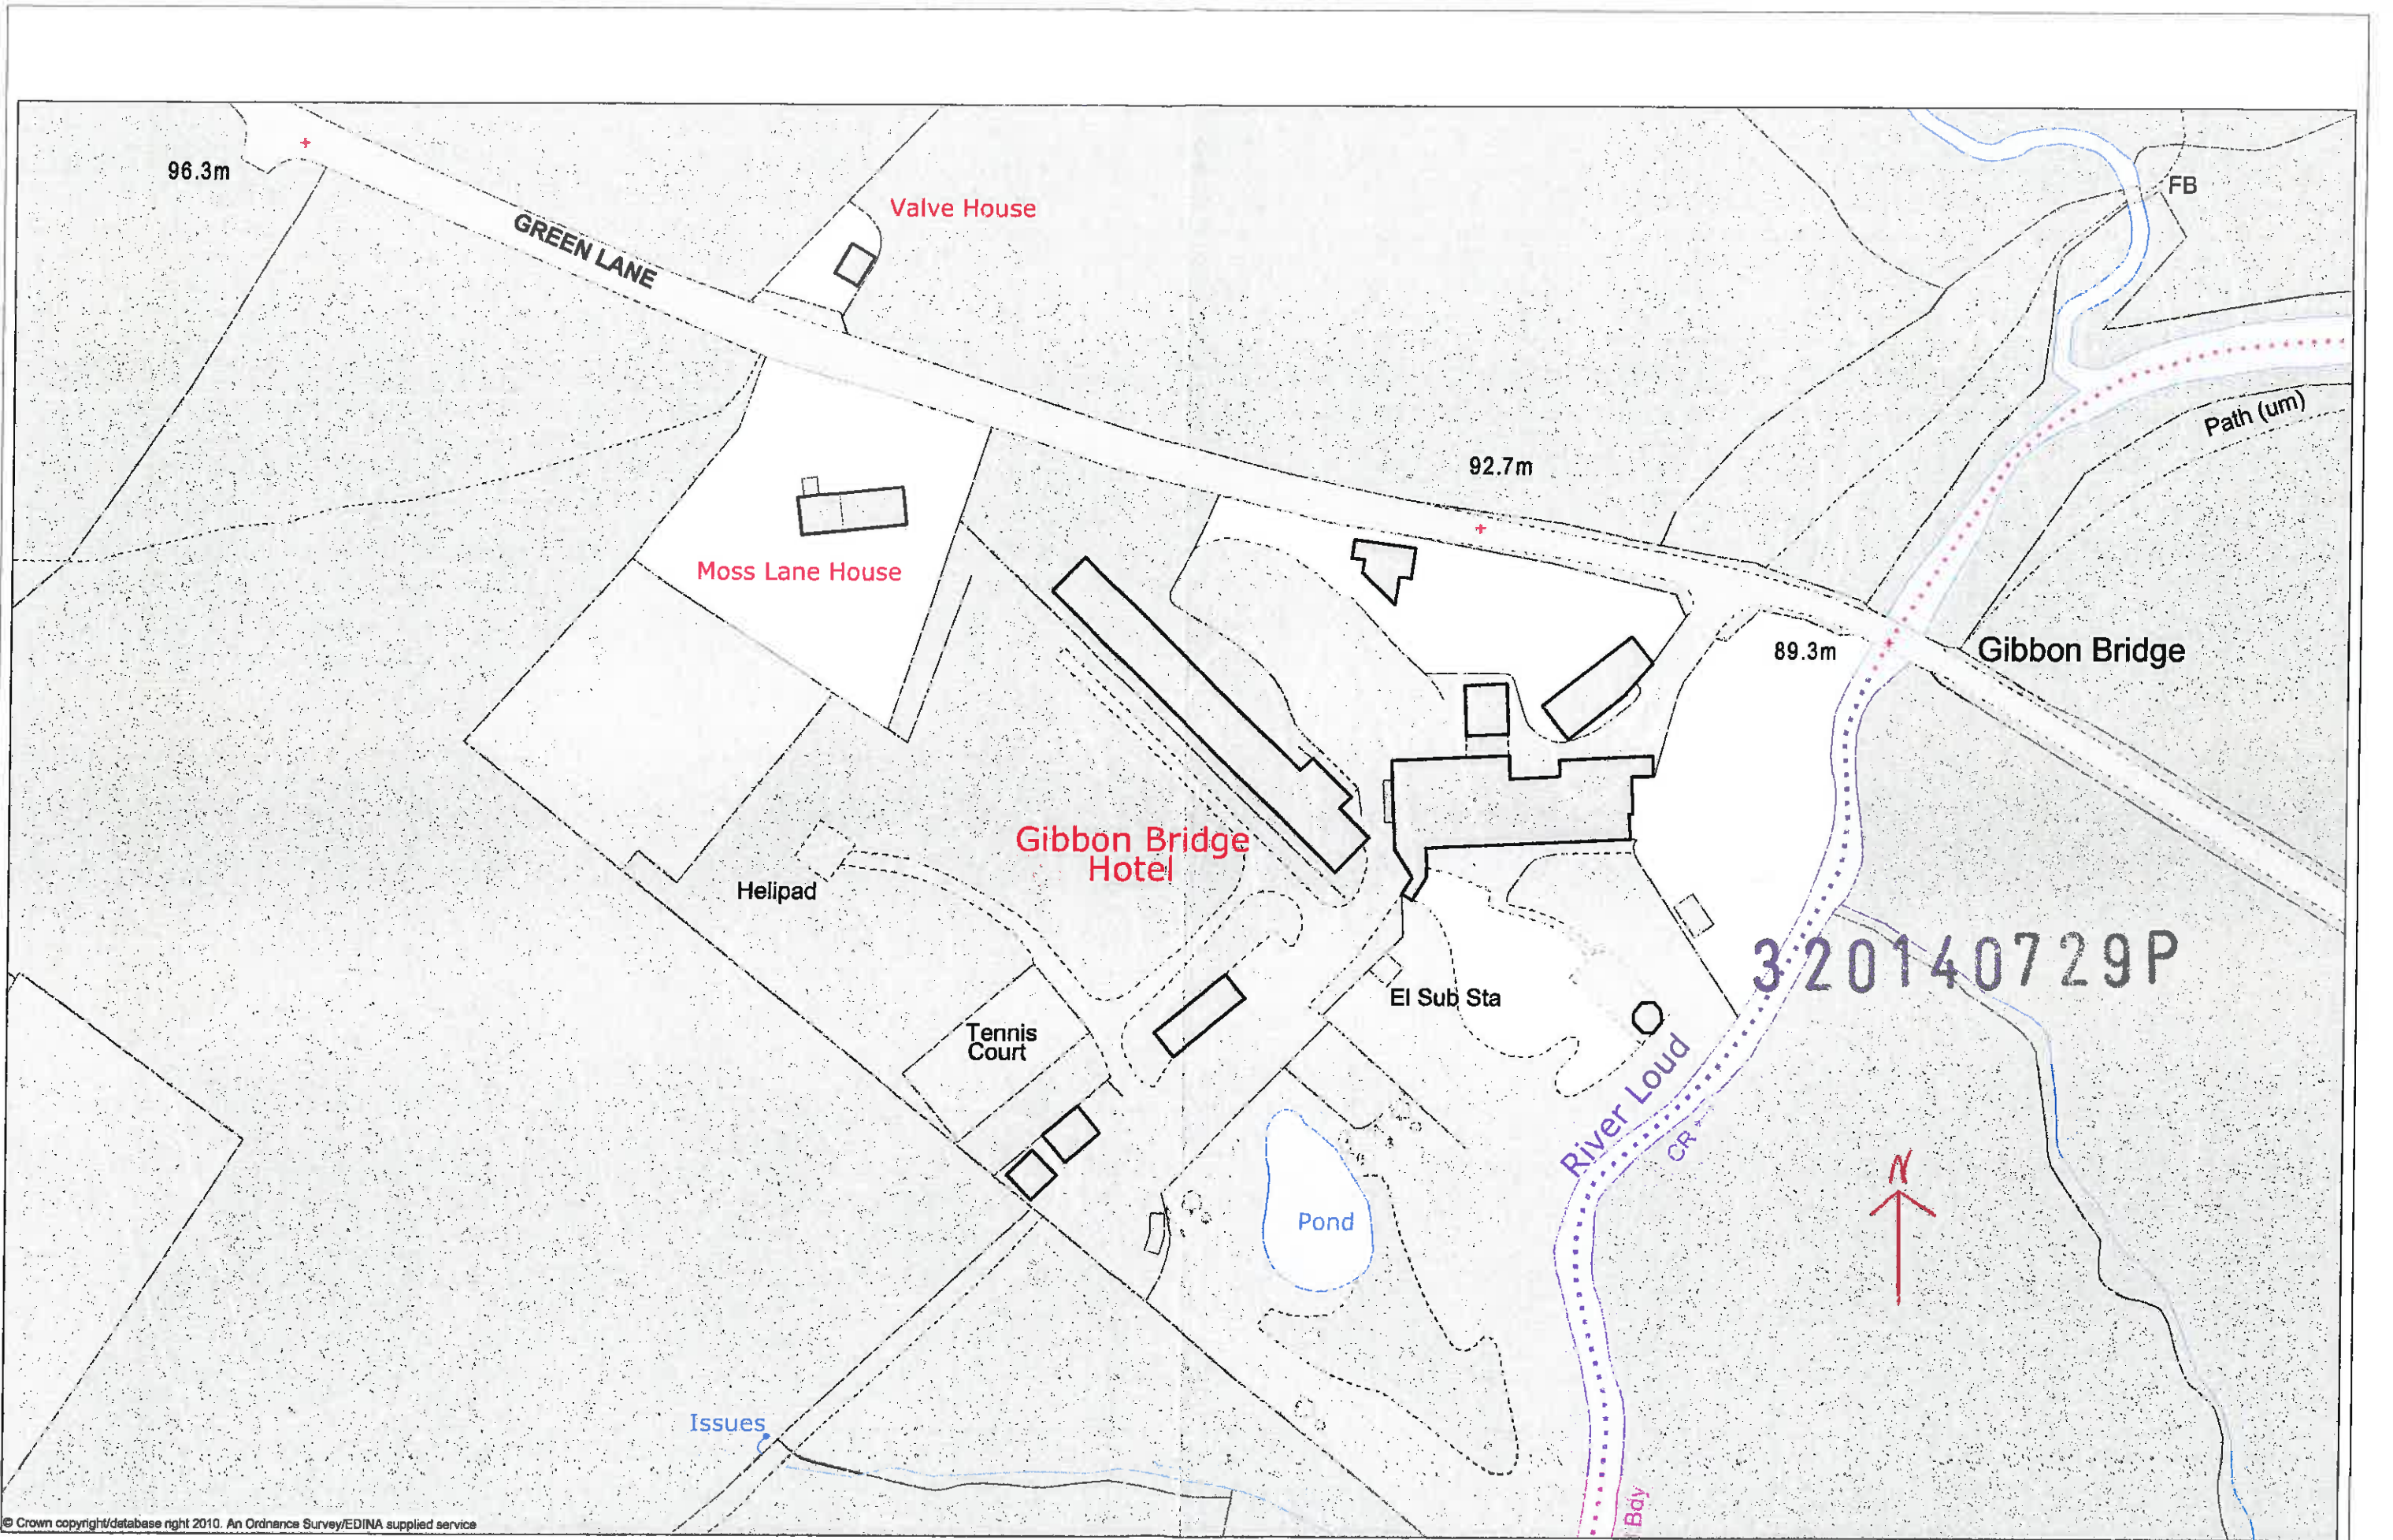 96.3m
Valve House
FB
GREEN LANE
Path (um)
92.7m
Moss Lane House
89.3m
Gibbon Bridge
Gibbon Bridge
Hotel
Helipad
320140729P
El Sub Sta
Tennis
Court
River Loud
CR
N
Pond
Issues
Bdy
© Crown copyright/database right 2010. An Ordnance Survey/EDINA supplied service